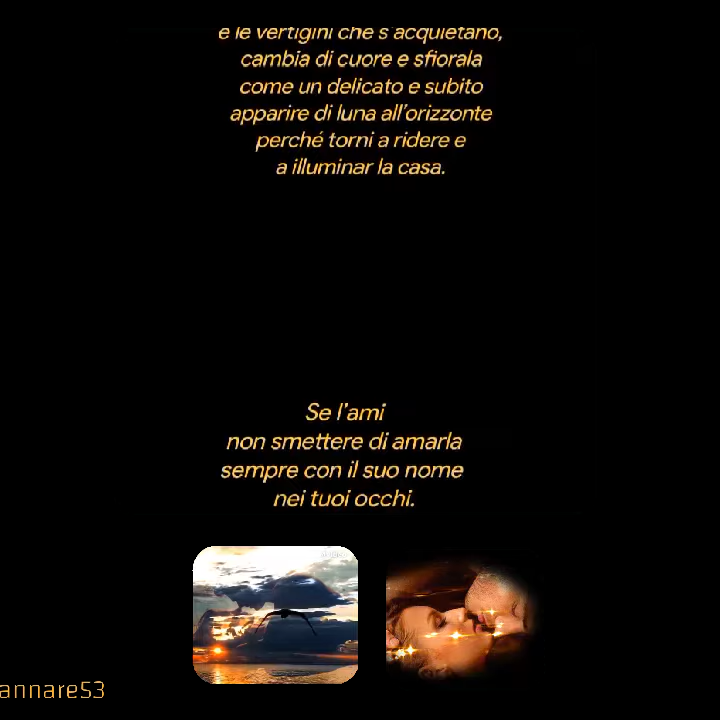 e le vertigini che s'acquietano,
cambia di cuore e sfiorala
come un delicato e subito
apparire di luna all'orizzonte
perché torni a ridere e
a illuminar la casa.
Se l'ami
non smettere di amarla
sempre con il suo nome
nei tuoi occhi.
annare53